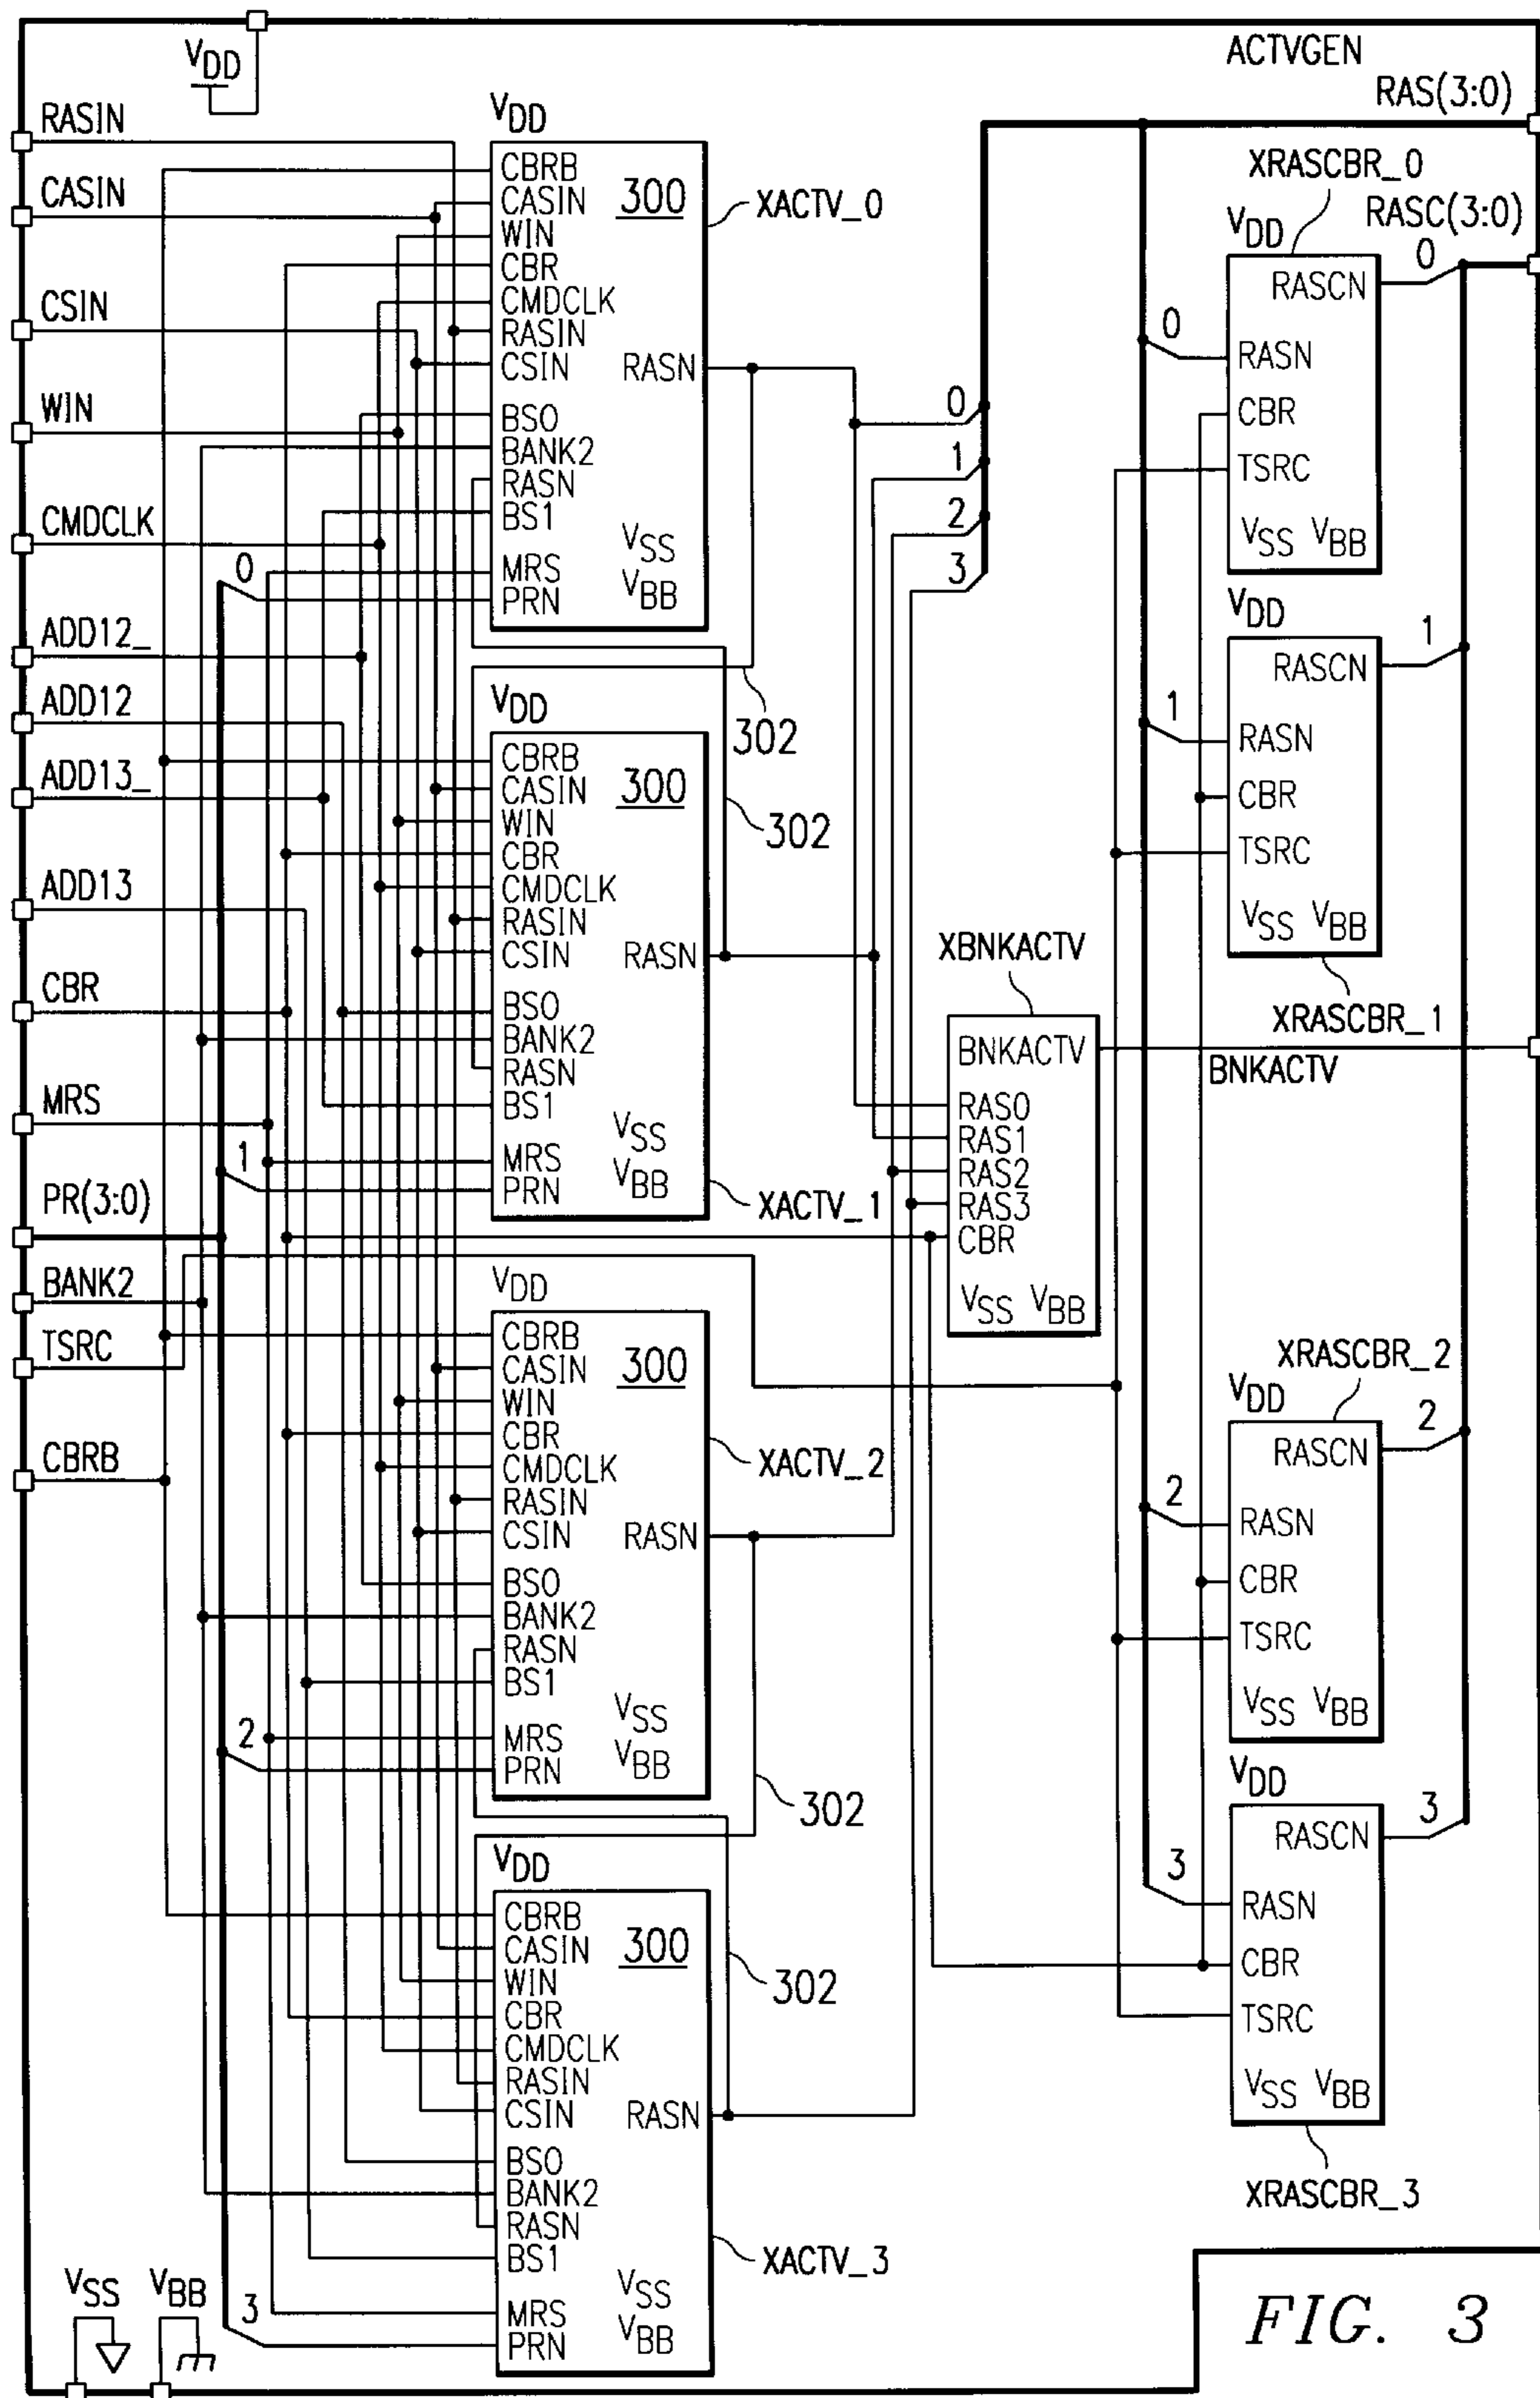 ACTVGEN
VDD
RASIN
CASIN
CSIN
WIN
CMDCLK
ADD12_
ADD12
ADD13_
ADD13
CBR
MRS
PR(3:0)
BANK2
TSRC
CBRB
VSS VBB
0
1
2
3
VDD
CBRB
CASIN
WIN
CBR
CMDCLK
RASIN
CSIN
BSO
BANK2
RASN
BS1
MRS
PRN
300
RASN
VSS
VBB
XACTV_0
302
302
VDD
CBRB
CASIN
WIN
CBR
CMDCLK
RASIN
CSIN
BSO
BANK2
RASN
BS1
MRS
PRN
300
RASN
VSS
VBB
XACTV_1
VDD
CBRB
CASIN
WIN
CBR
CMDCLK
RASIN
CSIN
BSO
BANK2
RASN
BS1
MRS
PRN
300
RASN
VSS
VBB
XACTV_2
302
302
VDD
CBRB
CASIN
WIN
CBR
CMDCLK
RASIN
CSIN
BSO
BANK2
RASN
BS1
MRS
PRN
300
RASN
VSS
VBB
XACTV_3
0
1
2
3
XBNKACTV
BNKACTV
RAS0
RAS1
RAS2
RAS3
CBR
VSS VBB
BNKACTV
RAS(3:0)
XRASCBR_0
RASC(3:0)
VDD
0
RASCN
0
RASN
CBR
TSRC
VSS VBB
VDD
1
RASCN
1
RASN
CBR
TSRC
VSS VBB
XRASCBR_1
XRASCBR_2
VDD
2
RASCN
2
RASN
CBR
TSRC
VSS VBB
VDD
3
RASCN
3
RASN
CBR
TSRC
VSS VBB
XRASCBR_3
FIG. 3